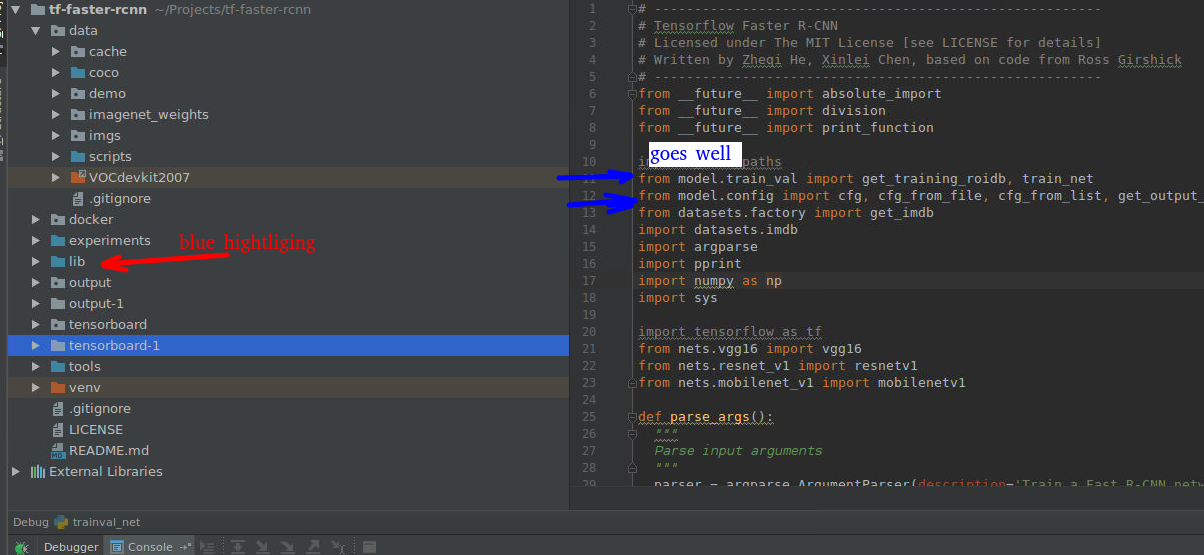 tf-faster-rcnn ~/Projects/tf-faster-rcnn
data
cache
coco
demo
imagenet_weights
imgs
scripts
VOCdevkit2007
.gitignore
docker
experiments
blue hightliging
lib
output
output-1
tensorboard
tensorboard-1
tools
venv
.gitignore
LICENSE
README.md
External Libraries
1 # --------------------------------------------------------
2 # Tensorflow Faster R-CNN
3 # Licensed under The MIT License [see LICENSE for details]
4 # Written by Zheqi He, Xinlei Chen, based on code from Ross Girshick
5 # --------------------------------------------------------
6 from __future__ import absolute_import
7 from __future__ import division
8 from __future__ import print_function
9
goes well
10 paths
11 from model.train_val import get_training_roidb, train_net
12 from model.config import cfg, cfg_from_file, cfg_from_list, get_output_
13 from datasets.factory import get_imdb
14 import datasets.imdb
15 import argparse
16 import pprint
17 import numpy as np
18 import sys
19
20 import tensorflow as tf
21 from nets.vgg16 import vgg16
22 from nets.resnet_v1 import resnetv1
23 from nets.mobilenet_v1 import mobilenetv1
24
25 def parse_args():
26 """
27 Parse input arguments
28 """
29 parser = argparse.ArgumentParser(description='Train a Fast R-CNN netw
Debug trainval_net
Debugger Console